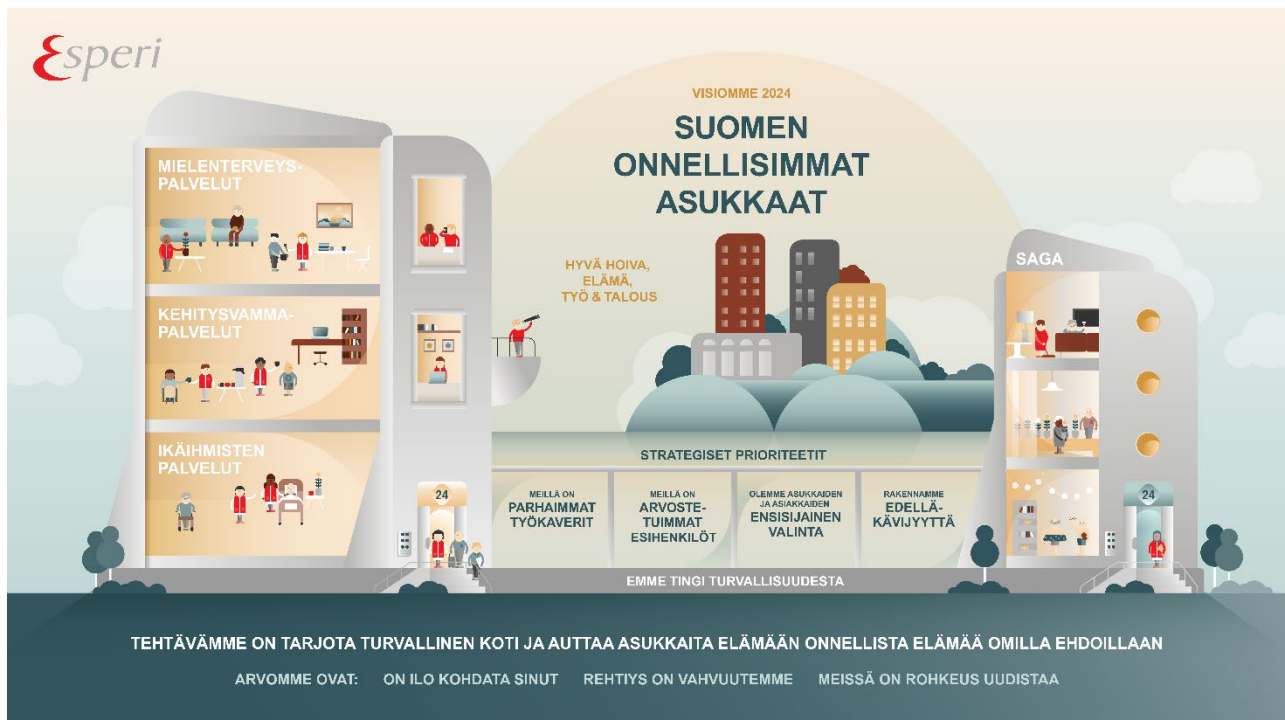 Esperi
VISIOMME 2024
SUOMEN
ONNELLISIMMAT
ASUKKAAT
HYVÄ HOIVA,
ELÄMÄ,
TYÖ & TALOUS
MIELENTERVEYS-
PALVELUT
KEHITYSVAMMA-
PALVELUT
IKÄIHMISTEN
PALVELUT
24
SAGA
24
STRATEGISET PRIORITEETIT
MEILLÄ ON
PARHAIMMAT
TYÖKAVERIT
MEILLÄ ON
ARVOSTE-
TUIMMAT
ESIHENKILÖT
OLEMME ASUKKAIDEN
JA ASIAKKAIDEN
ENSISIJAINEN
VALINTA
RAKENNAMME
EDELLÄ-
KÄVIJYYTTÄ
EMME TINGI TURVALLISUUDESTA
TEHTÄVÄMME ON TARJOTA TURVALLINEN KOTI JA AUTTAA ASUKKAITA ELÄMÄÄN ONNELLISTA ELÄMÄÄ OMILLA EHDOILLAAN
ARVOMME OVAT: ON ILO KOHDATA SINUT REHTIYS ON VAHVUUTEMME MEISSÄ ON ROHKEUS UUDISTAA